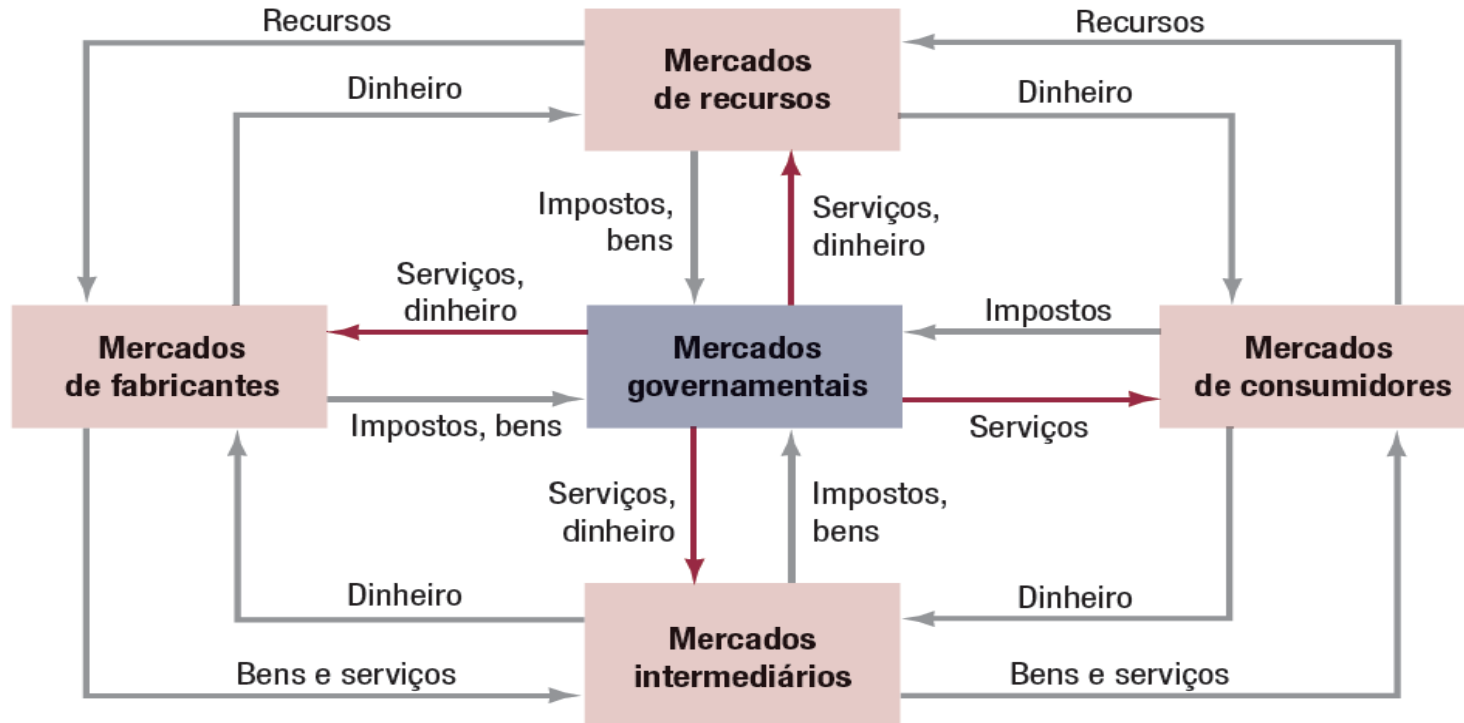 Recursos
Mercados
de recursos
Recursos
Dinheiro
Dinheiro
Impostos,
bens
Serviços,
dinheiro
Serviços,
dinheiro
Impostos
Mercados
de fabricantes
Mercados
governamentais
Mercados
de consumidores
Impostos, bens
Serviços
Serviços,
dinheiro
Impostos,
bens
Dinheiro
Dinheiro
Mercados
intermediários
Bens e serviços
Bens e serviços